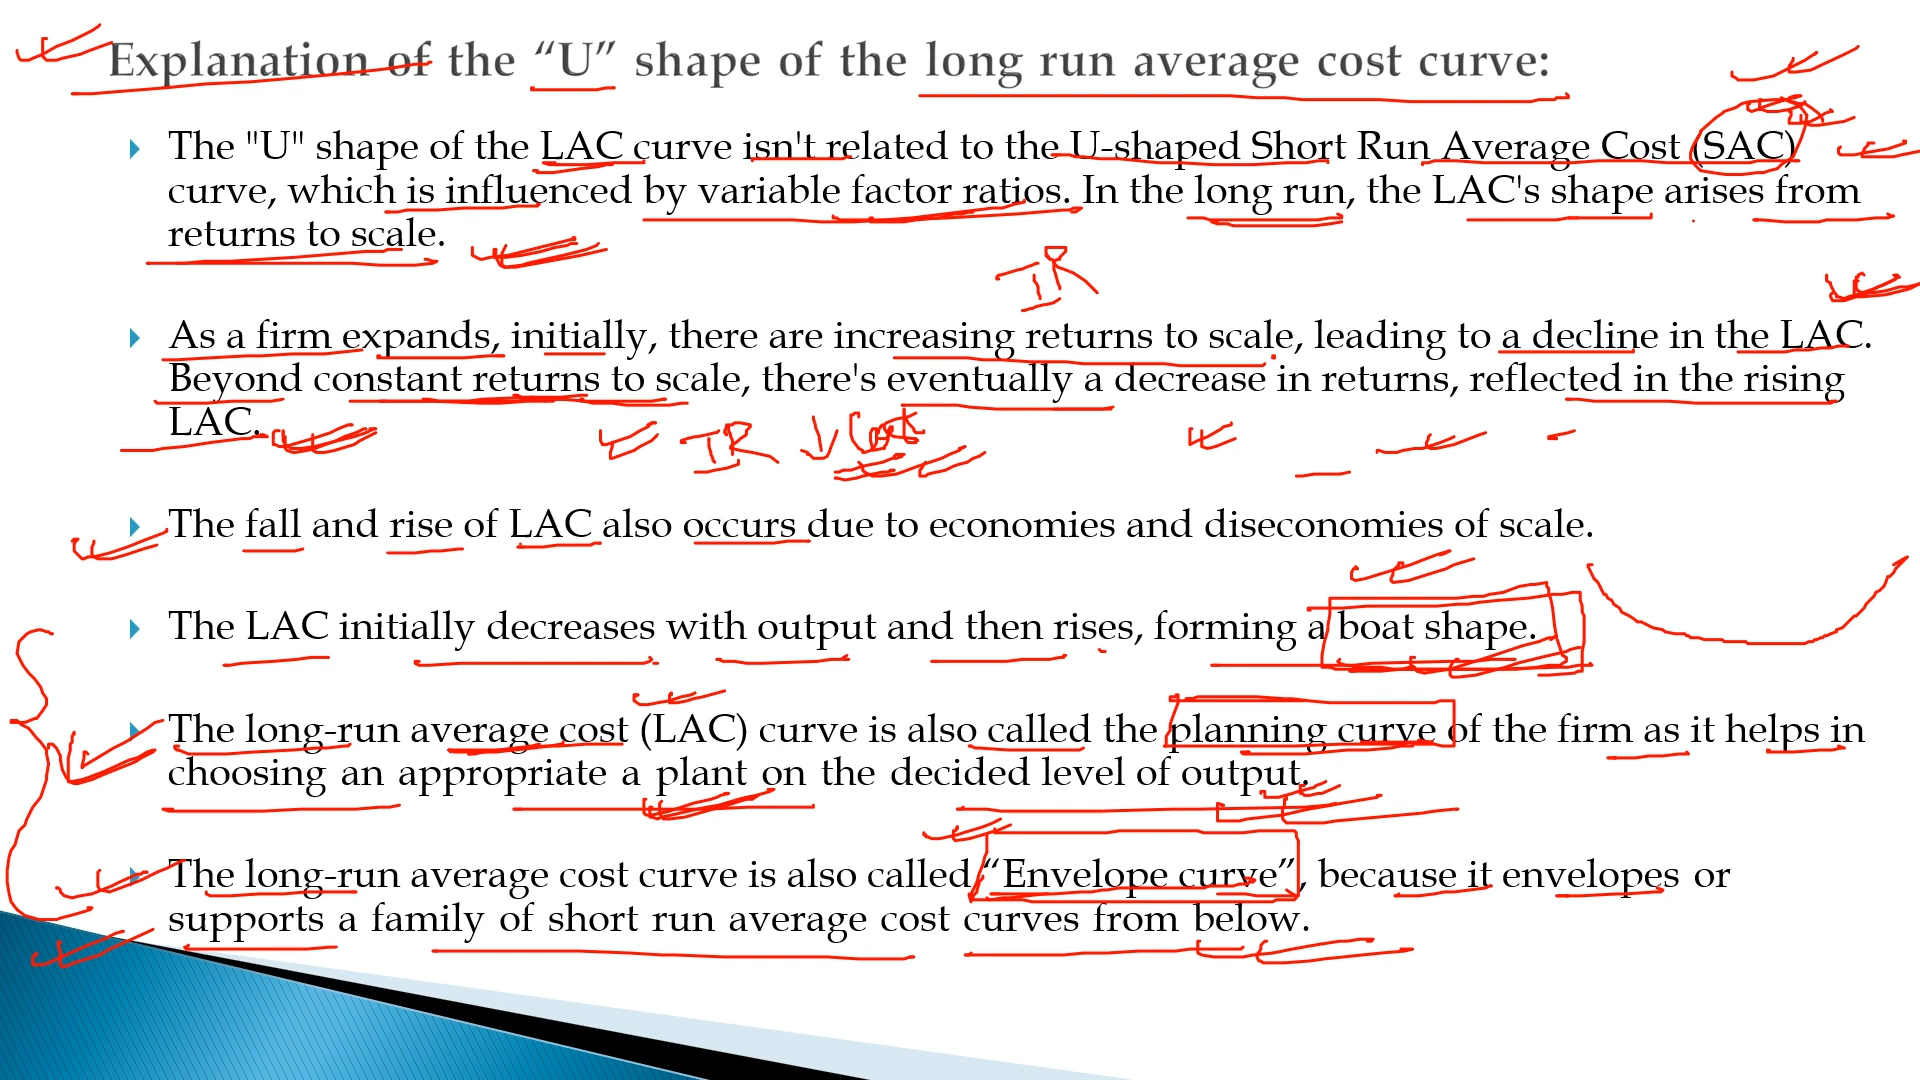 Explanation of the “U” shape of the long run average cost curve:
The "U" shape of the LAC curve isn't related to the U-shaped Short Run Average Cost (SAC)
curve, which is influenced by variable factor ratios. In the long run, the LAC's shape arises from
returns to scale.
IR
As a firm expands, initially, there are increasing returns to scale, leading to a decline in the LAC.
Beyond constant returns to scale, there's eventually a decrease in returns, reflected in the rising
LAC.
IR ↓ Cost
The fall and rise of LAC also occurs due to economies and diseconomies of scale.
The LAC initially decreases with output and then rises, forming a boat shape.
The long-run average cost (LAC) curve is also called the planning curve of the firm as it helps in
choosing an appropriate a plant on the decided level of output.
The long-run average cost curve is also called “Envelope curve”, because it envelopes or
supports a family of short run average cost curves from below.